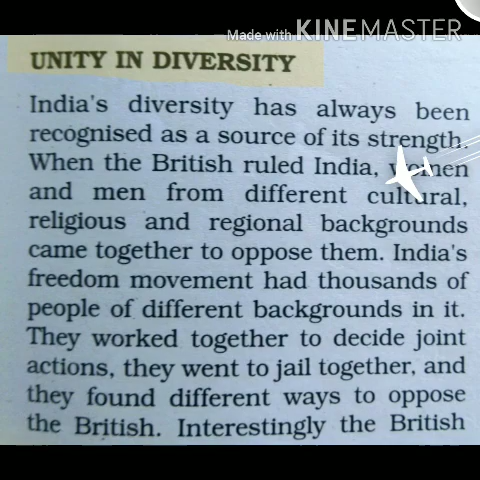 Made with KINEMASTER
UNITY IN DIVERSITY
India's diversity has always been
recognised as a source of its strength.
When the British ruled India, women
and men from different cultural,
religious and regional backgrounds
came together to oppose them. India's
freedom movement had thousands of
people of different backgrounds in it.
They worked together to decide joint
actions, they went to jail together, and
they found different ways to oppose
the British. Interestingly the British